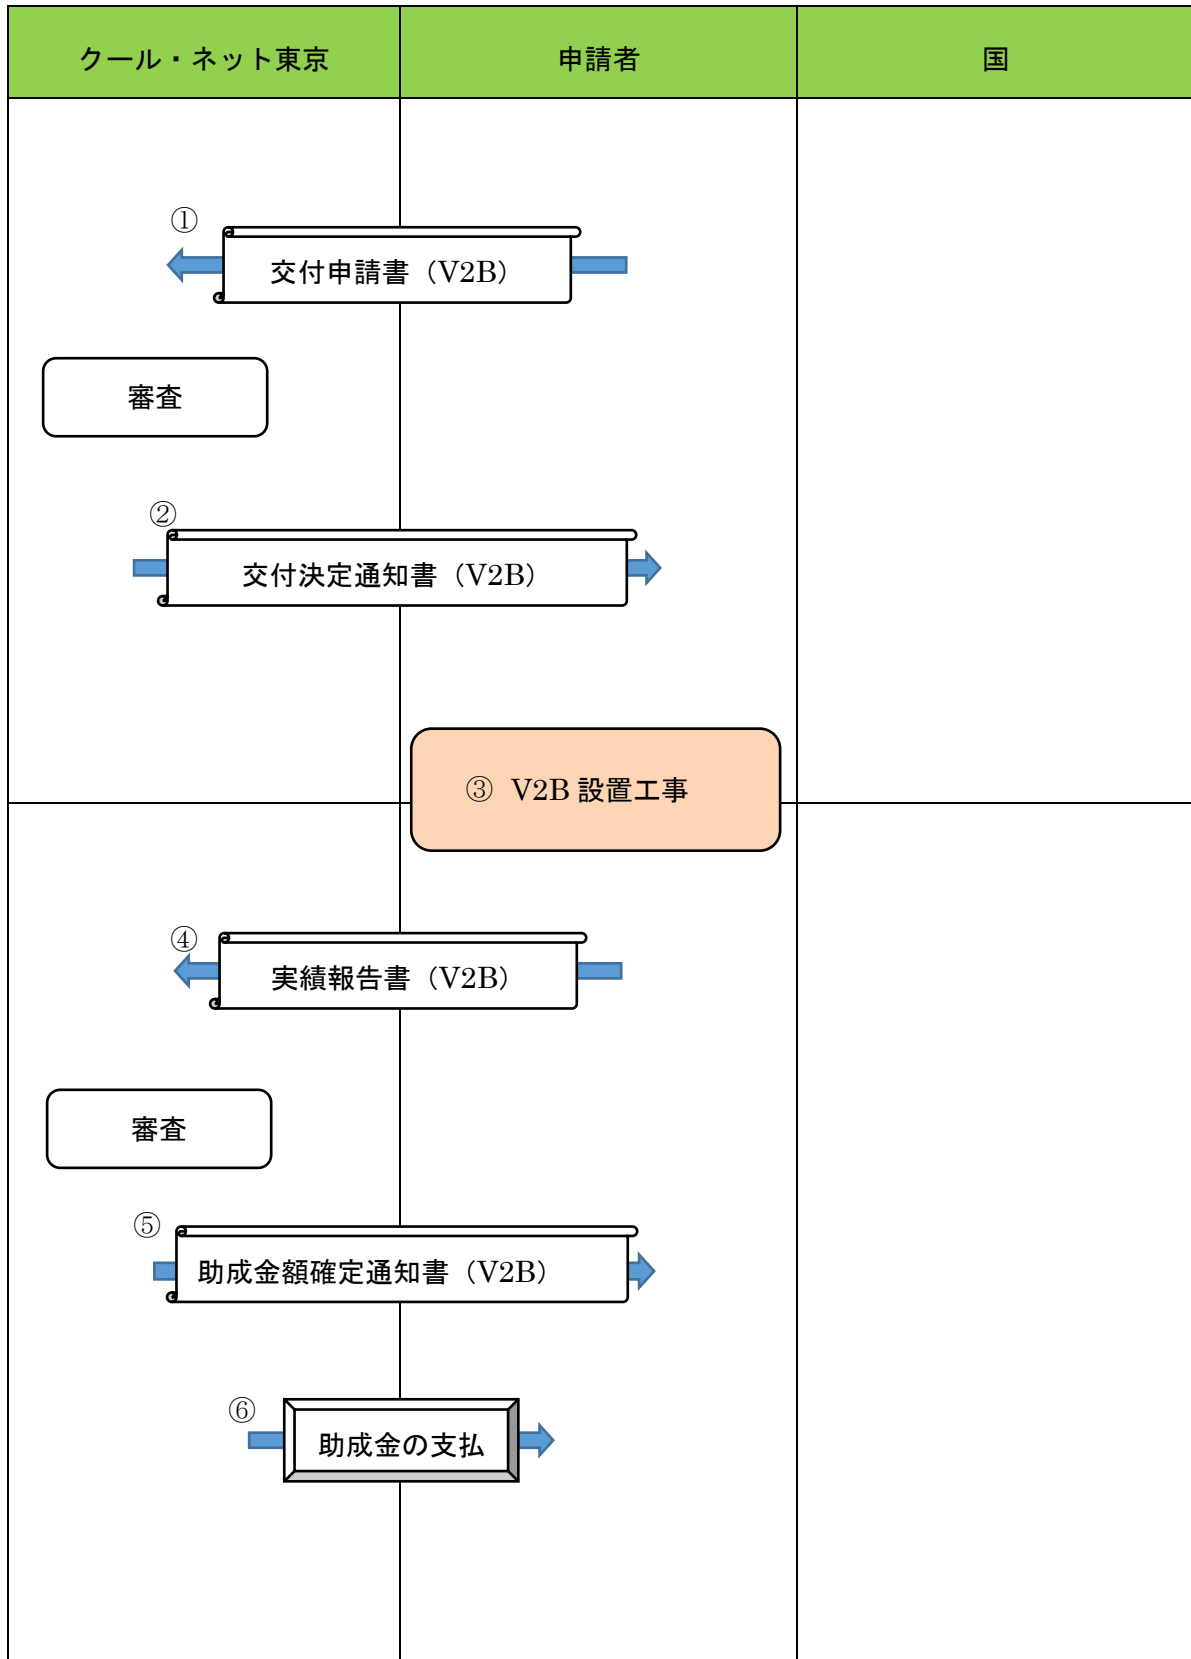 クール・ネット東京
申請者
国
①
交付申請書（V2B）
審査
②
交付決定通知書（V2B）
③ V2B 設置工事
④
実績報告書（V2B）
審査
⑤
助成金額確定通知書（V2B）
⑥
助成金の支払